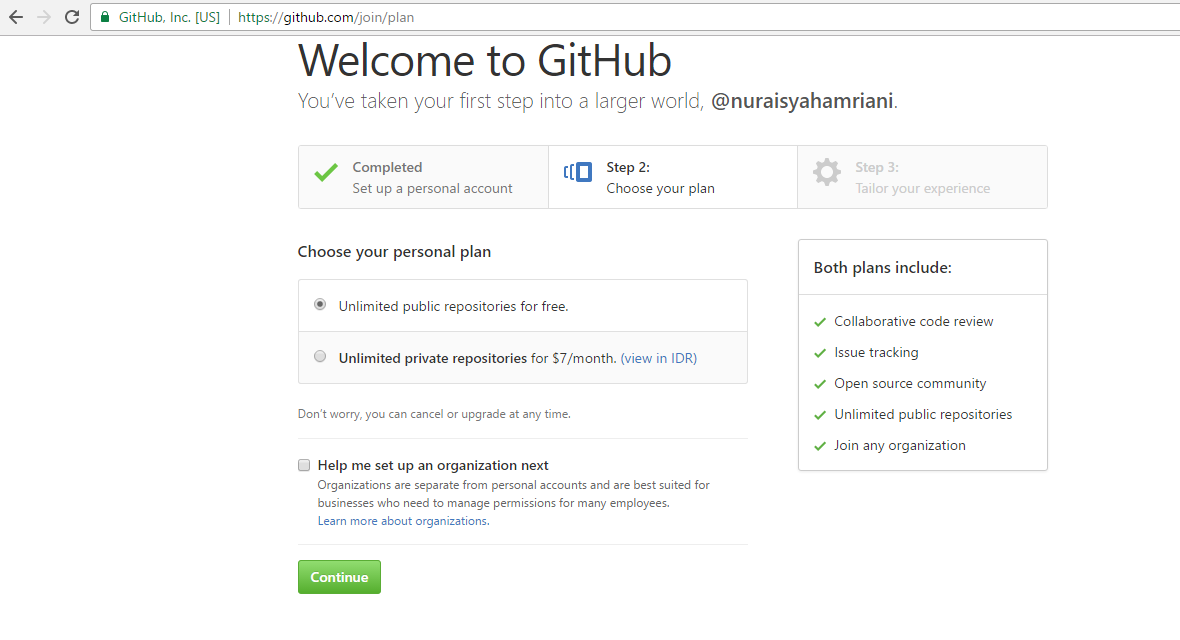 GitHub, Inc. [US] https://github.com/join/plan
Welcome to GitHub
You've taken your first step into a larger world, @nuraisyahamriani.
Completed
Set up a personal account
Step 2:
Choose your plan
Step 3:
Tailor your experience
Choose your personal plan
Unlimited public repositories for free.
Unlimited private repositories for $7/month. (view in IDR)
Don't worry, you can cancel or upgrade at any time.
Help me set up an organization next
Organizations are separate from personal accounts and are best suited for
businesses who need to manage permissions for many employees.
Learn more about organizations.
Continue
Both plans include:
Collaborative code review
Issue tracking
Open source community
Unlimited public repositories
Join any organization